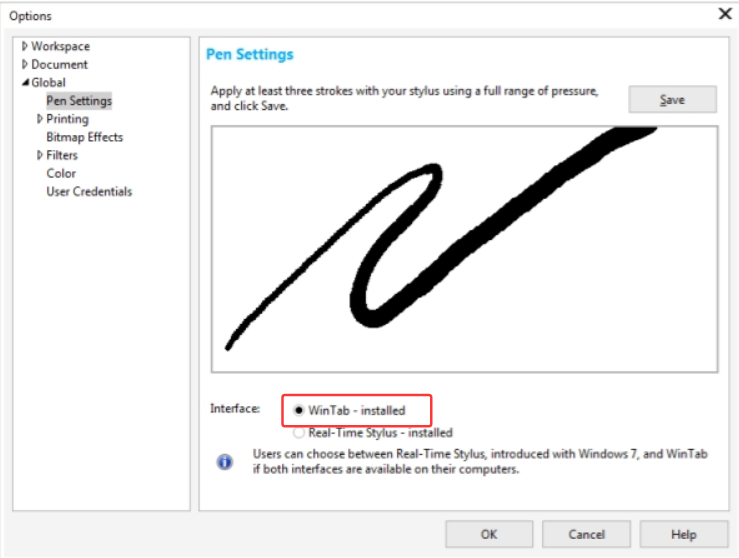 Options
Workspace
Document
Global
Pen Settings
Printing
Bitmap Effects
Filters
Color
User Credentials
Pen Settings
Apply at least three strokes with your stylus using a full range of pressure,
and click Save.
Save
Interface:
WinTab - installed
Real-Time Stylus - installed
Users can choose between Real-Time Stylus, introduced with Windows 7, and WinTab
if both interfaces are available on their computers.
OK
Cancel
Help